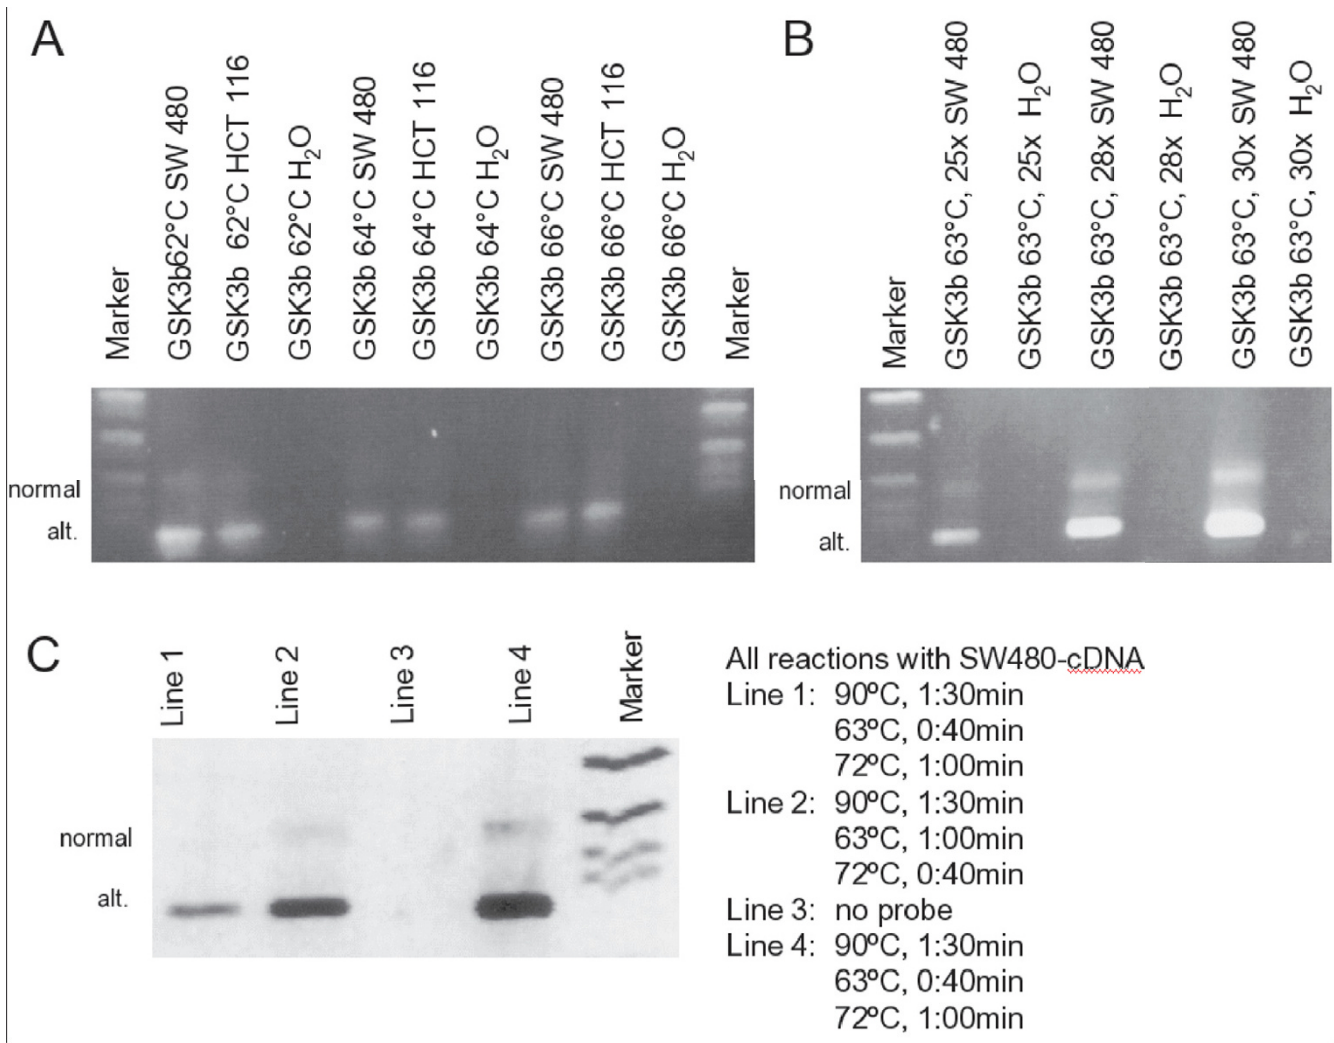 A
Marker
GSK3b62°C SW 480
GSK3b 62°C HCT 116
GSK3b 62°C H2O
GSK3b 64°C SW 480
GSK3b 64°C HCT 116
GSK3b 64°C H2O
GSK3b 66°C SW 480
GSK3b 66°C HCT 116
GSK3b 66°C H2O
Marker
normal
alt.
B
Marker
GSK3b 63°C, 25x SW 480
GSK3b 63°C, 25x H2O
GSK3b 63°C, 28x SW 480
GSK3b 63°C, 28x H2O
GSK3b 63°C, 30x SW 480
GSK3b 63°C, 30x H2O
normal
alt.
C
Line 1
Line 2
Line 3
Line 4
Marker
normal
alt.
All reactions with SW480-cDNA
Line 1: 90ºC, 1:30min
63ºC, 0:40min
72ºC, 1:00min
Line 2: 90ºC, 1:30min
63ºC, 1:00min
72ºC, 0:40min
Line 3: no probe
Line 4: 90ºC, 1:30min
63ºC, 0:40min
72ºC, 1:00min